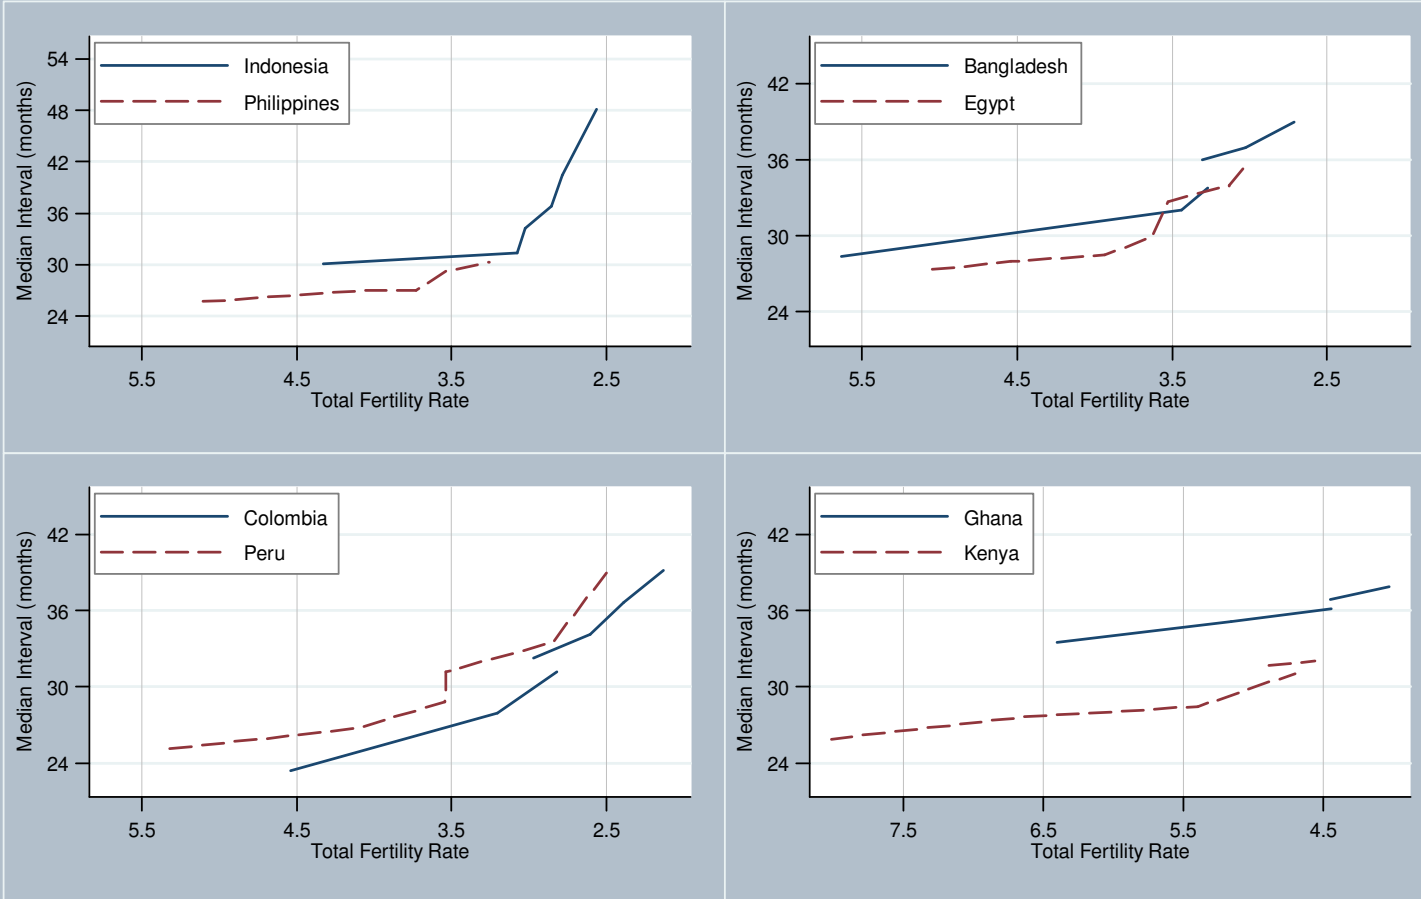 Indonesia
Philippines
54
48
42
36
30
24
Median Interval (months)
5.5 4.5 3.5 2.5
Total Fertility Rate
Bangladesh
Egypt
42
36
30
24
Median Interval (months)
5.5 4.5 3.5 2.5
Total Fertility Rate
Colombia
Peru
42
36
30
24
Median Interval (months)
5.5 4.5 3.5 2.5
Total Fertility Rate
Ghana
Kenya
42
36
30
24
Median Interval (months)
7.5 6.5 5.5 4.5
Total Fertility Rate